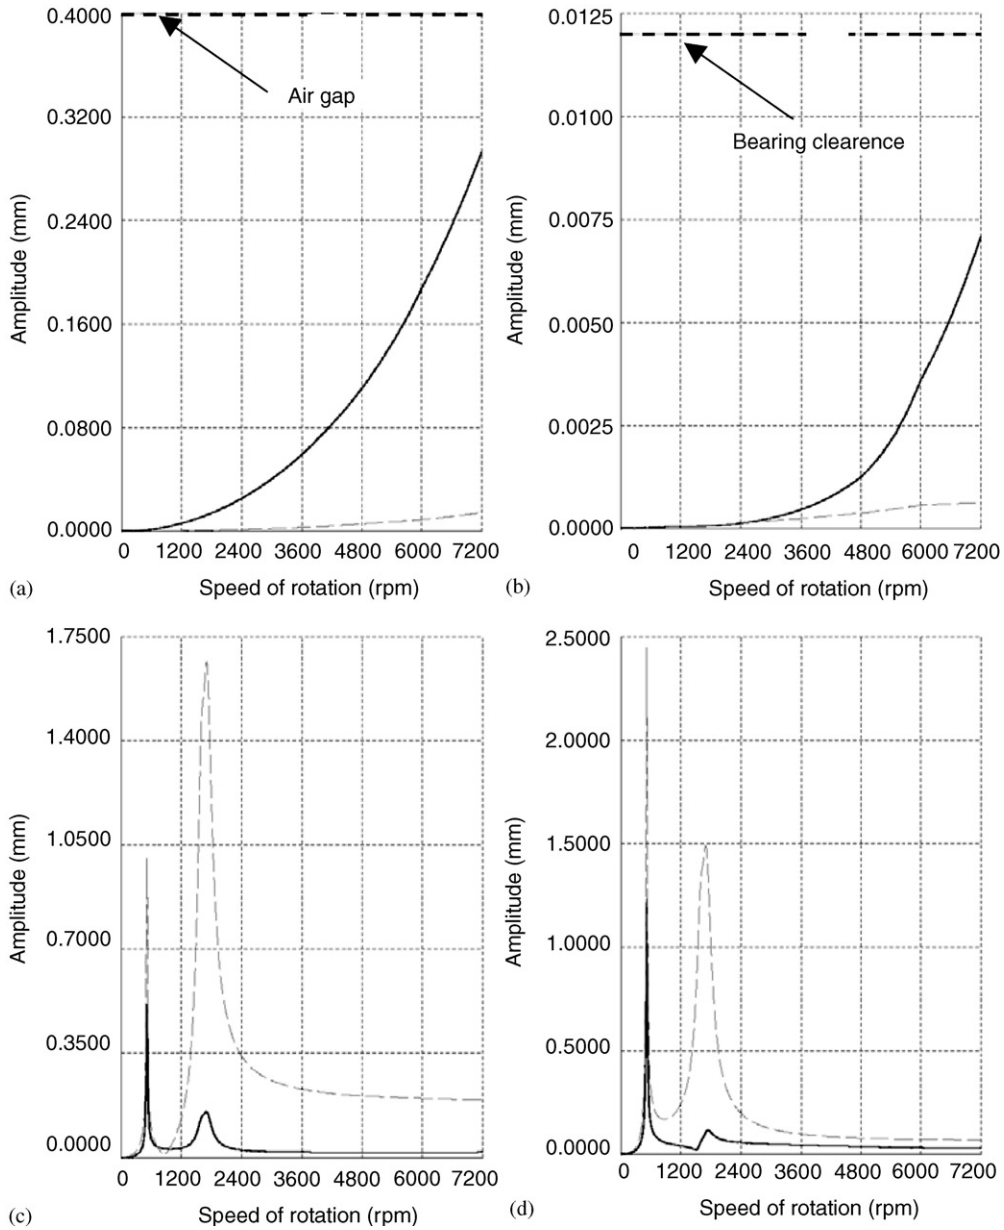 0.4000
0.3200
0.2400
0.1600
0.0800
0.0000
Amplitude (mm)
Air gap
0 1200 2400 3600 4800 6000 7200
Speed of rotation (rpm)
(a)
0.0125
0.0100
0.0075
0.0050
0.0025
0.0000
Amplitude (mm)
Bearing clearence
0 1200 2400 3600 4800 6000 7200
Speed of rotation (rpm)
(b)
1.7500
1.4000
1.0500
0.7000
0.3500
0.0000
Amplitude (mm)
0 1200 2400 3600 4800 6000 7200
Speed of rotation (rpm)
(c)
2.5000
2.0000
1.5000
1.0000
0.5000
0.0000
Amplitude (mm)
0 1200 2400 3600 4800 6000 7200
Speed of rotation (rpm)
(d)